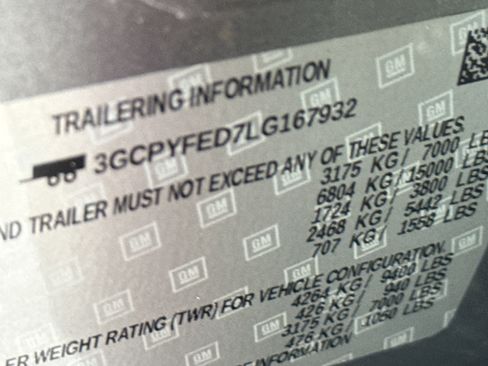 TRAILERING INFORMATION
3GCPYFED7LG167932
ND TRAILER MUST NOT EXCEED ANY OF THESE VALUES
3175 KG/ 7000 LB
6804 KG/15000 LBS
1724 KG/ 3800 LBS
2468 KG/ 5442 LBS
707 KG/ 1558 LBS
ER WEIGHT RATING (TWR) FOR VEHICLE CONFIGURATION.
4264 KG/ 9400 LBS
426 KG/ 940 LBS
3175 KG/ 7000 LBS
476 KG/ 1050 LBS
INFORMATION